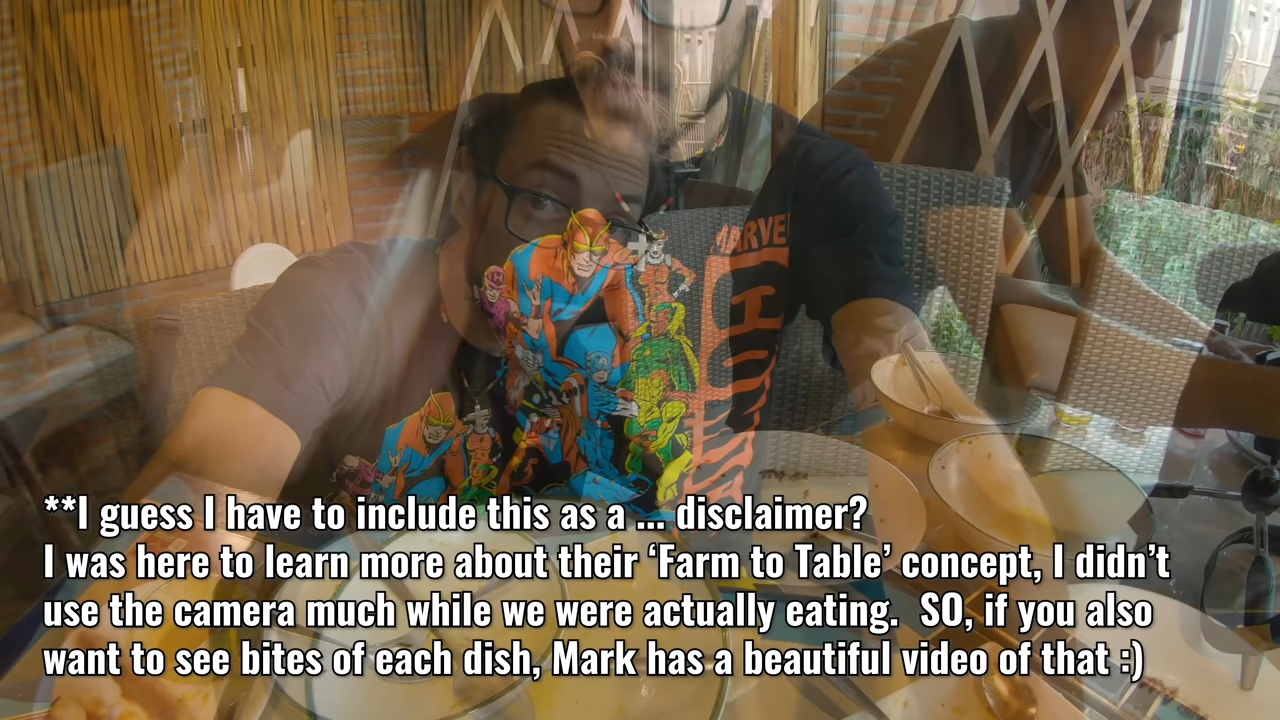 MARVEL
**I guess I have to include this as a ... disclaimer?
I was here to learn more about their ‘Farm to Table’ concept, I didn’t
use the camera much while we were actually eating.  SO, if you also
want to see bites of each dish, Mark has a beautiful video of that :)